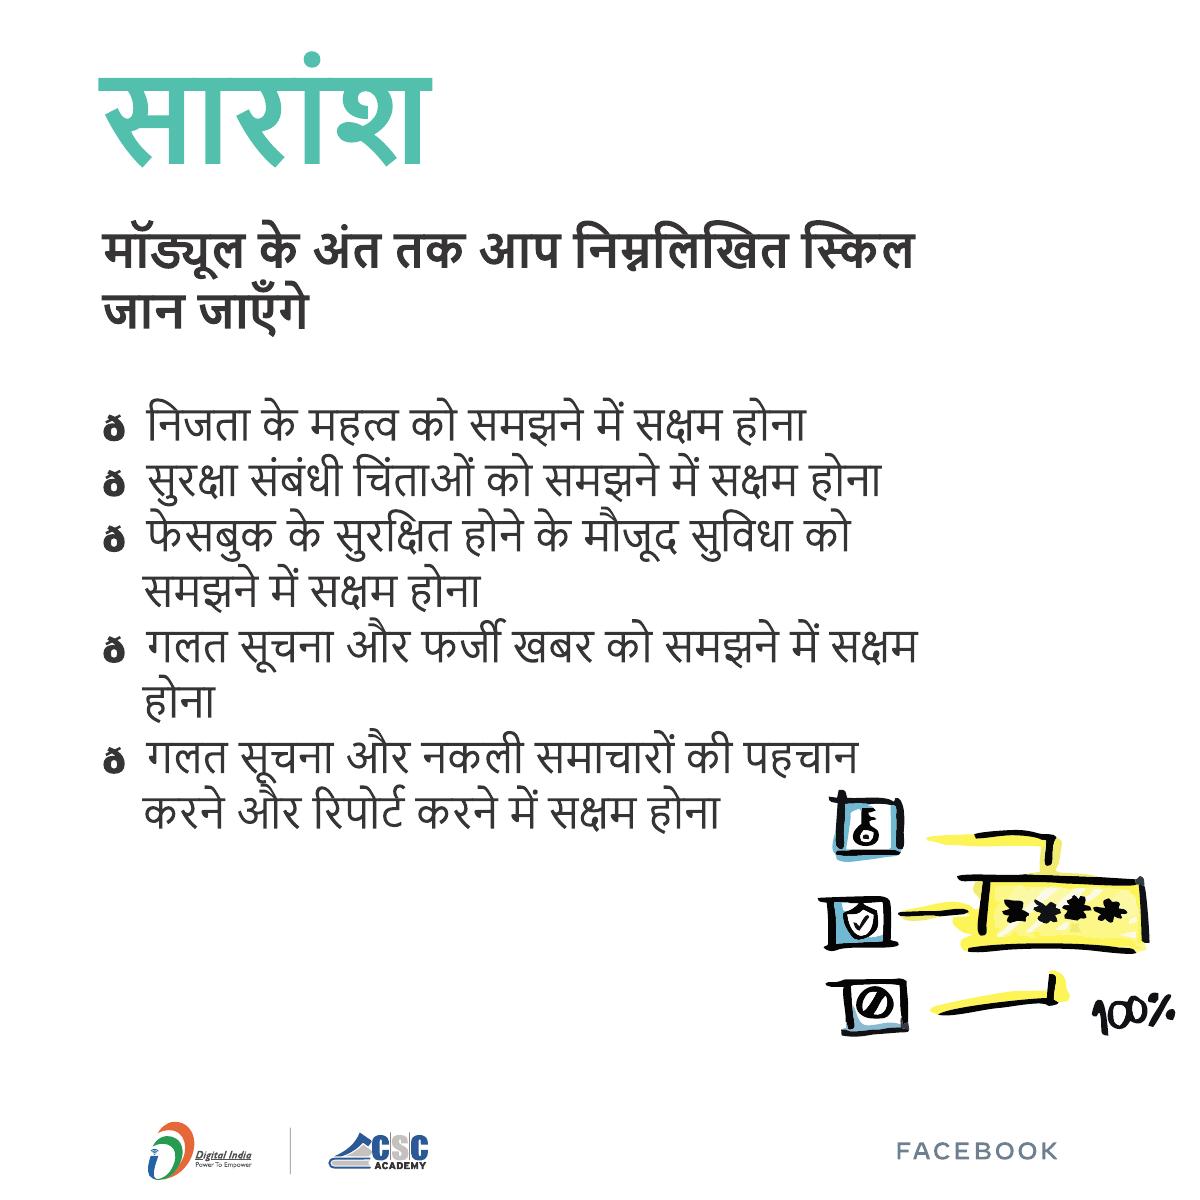 सारांश
मॉड्यूल के अंत तक आप निम्नलिखित स्किल
जान जाएँगे
ð निजता के महत्व को समझने में सक्षम होना
ð सुरक्षा संबंधी चिंताओं को समझने में सक्षम होना
ð फेसबुक के सुरक्षित होने के मौजूद सुविधा को
समझने में सक्षम होना
ð गलत सूचना और फर्जी खबर को समझने में सक्षम
होना
ð गलत सूचना और नकली समाचारों की पहचान
करने और रिपोर्ट करने में सक्षम होना
****
100%
Digital India
Power To Empower
CSC
ACADEMY
FACEBOOK